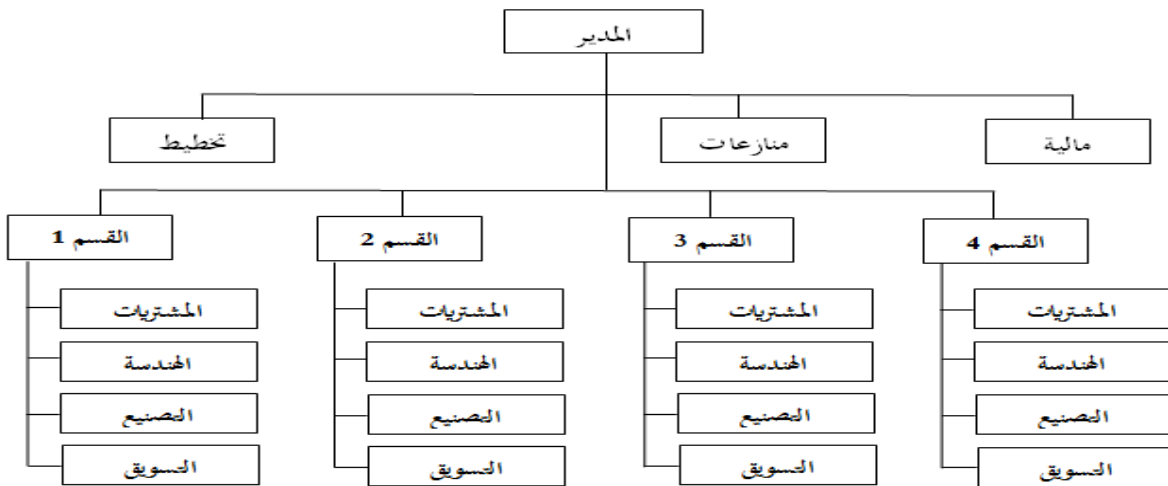 المدير
مالية
منازعات
تخطيط
القسم 1
القسم 2
القسم 3
القسم 4
المشتريات
المشتريات
المشتريات
المشتريات
الهندسة
الهندسة
الهندسة
الهندسة
التصنيع
التصنيع
التصنيع
التصنيع
التسويق
التسويق
التسويق
التسويق